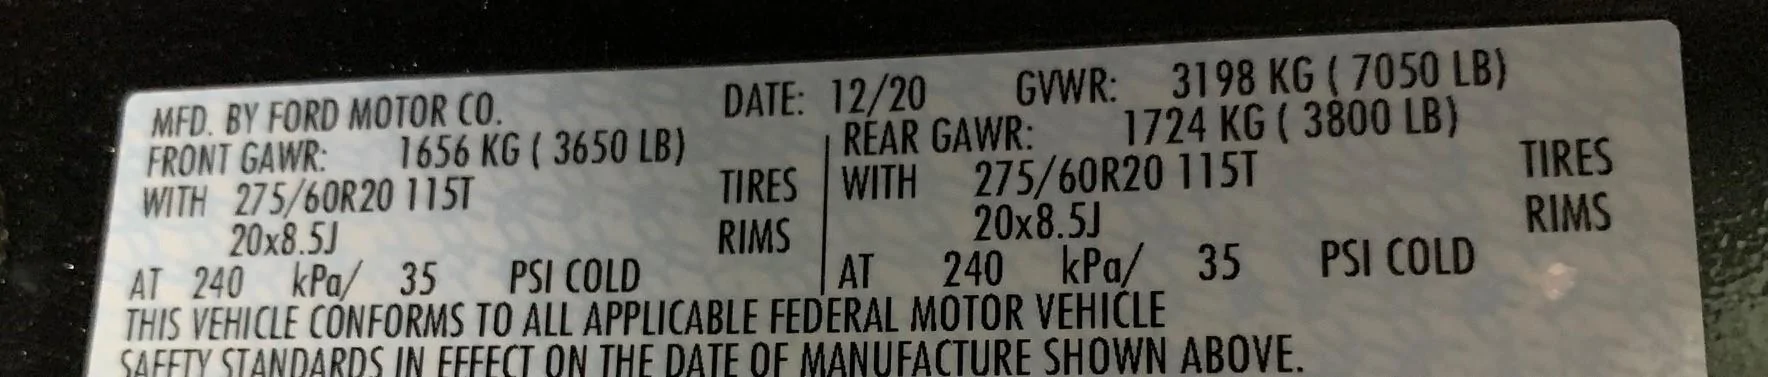 MFD. BY FORD MOTOR CO. DATE: 12/20 GVWR: 3198 KG ( 7050 LB)
FRONT GAWR: 1656 KG ( 3650 LB) REAR GAWR: 1724 KG ( 3800 LB)
WITH 275/60R20 115T TIRES WITH 275/60R20 115T TIRES
20x8.5J RIMS 20x8.5J RIMS
AT 240 kPa/ 35 PSI COLD AT 240 kPa/ 35 PSI COLD
THIS VEHICLE CONFORMS TO ALL APPLICABLE FEDERAL MOTOR VEHICLE
SAFETY STANDARDS IN EFFECT ON THE DATE OF MANUFACTURE SHOWN ABOVE.